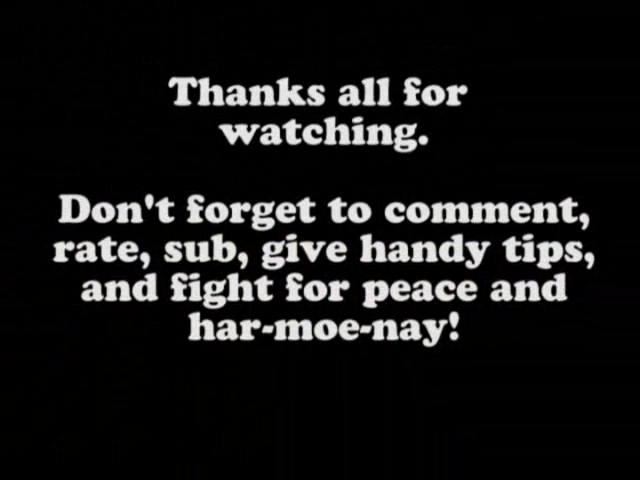 Thanks all for
watching.
Don't forget to comment,
rate, sub, give handy tips,
and fight for peace and
har-moe-nay!